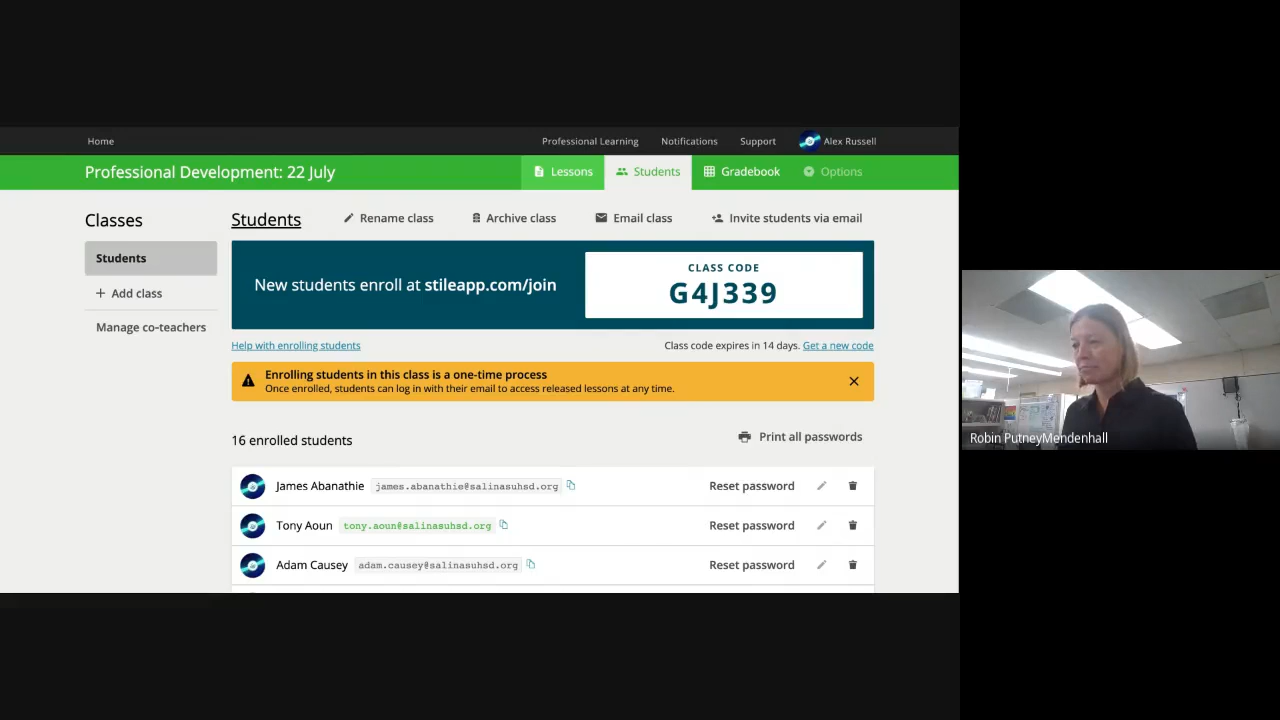 Home
Professional Learning
Notifications
Support
Alex Russell
Professional Development: 22 July
Lessons
Students
Gradebook
Options
Classes
Students
+ Add class
Manage co-teachers
Students
Rename class
Archive class
Email class
Invite students via email
New students enroll at stileapp.com/join
CLASS CODE
G4J339
Help with enrolling students
Class code expires in 14 days. Get a new code
Enrolling students in this class is a one-time process
Once enrolled, students can log in with their email to access released lessons at any time.
16 enrolled students
Print all passwords
James Abanathie james.abanathie@salinasuhsd.org Reset password
Tony Aoun tony.aoun@salinasuhsd.org Reset password
Adam Causey adam.causey@salinasuhsd.org Reset password
Robin PutneyMendenhall